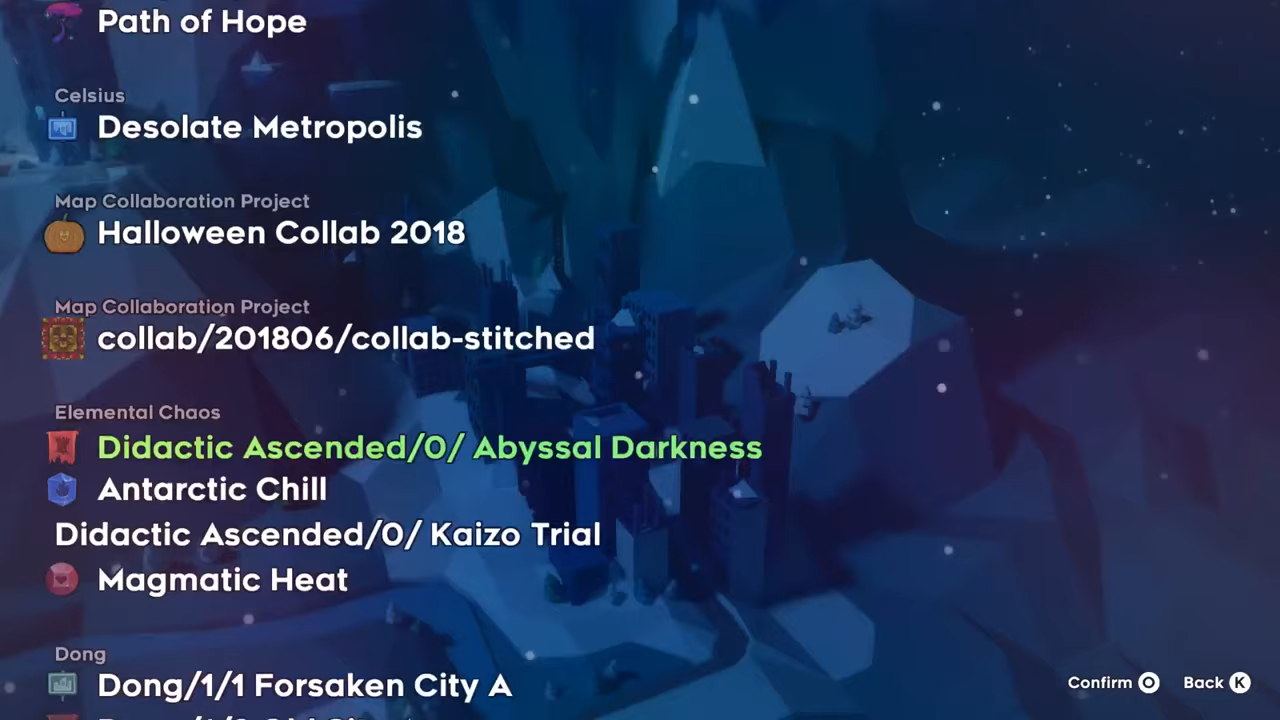 Path of Hope
Celsius
Desolate Metropolis
Map Collaboration Project
Halloween Collab 2018
Map Collaboration Project
collab/201806/collab-stitched
Elemental Chaos
Didactic Ascended/0/ Abyssal Darkness
Antarctic Chill
Didactic Ascended/0/ Kaizo Trial
Magmatic Heat
Dong
Dong/1/1 Forsaken City A
Confirm O Back K